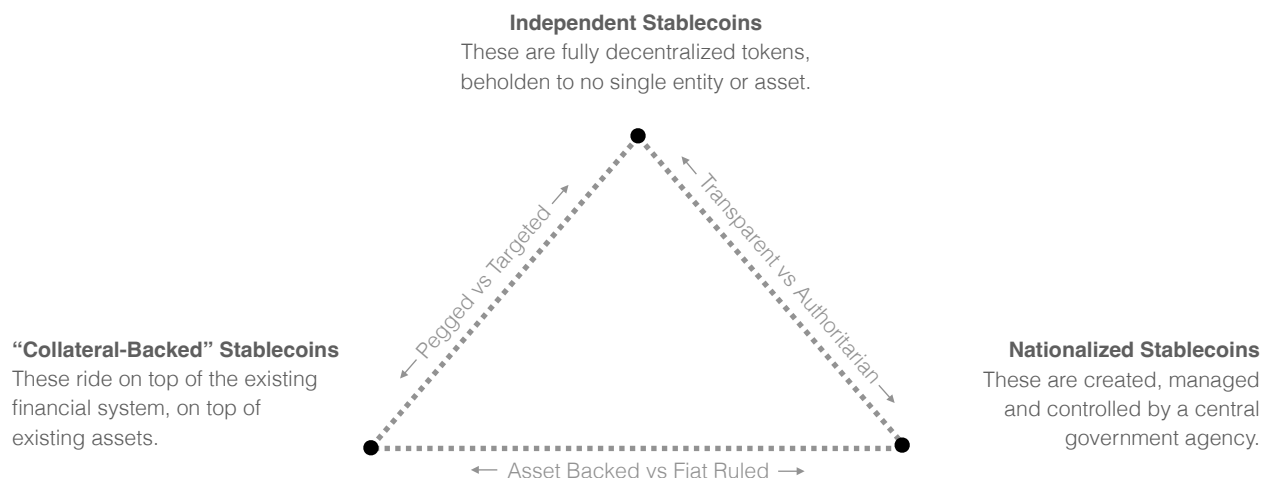 Independent Stablecoins
These are fully decentralized tokens,
beholden to no single entity or asset.
← Pegged vs Targeted →
← Transparent vs Authoritarian →
“Collateral-Backed” Stablecoins
These ride on top of the existing
financial system, on top of
existing assets.
Nationalized Stablecoins
These are created, managed
and controlled by a central
government agency.
← Asset Backed vs Fiat Ruled →